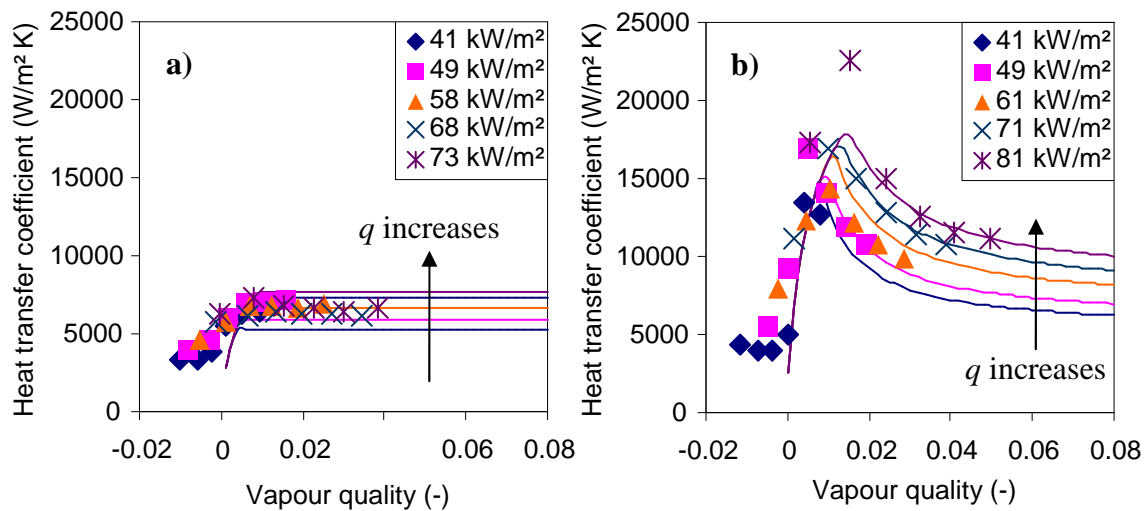 Heat transfer coefficient (W/m² K)
25000
20000
15000
10000
5000
0
-0.02
0
0.02
0.04
0.06
0.08
Vapour quality (-)
a)
41 kW/m²
49 kW/m²
58 kW/m²
68 kW/m²
73 kW/m²
q increases
Heat transfer coefficient (W/m² K)
25000
20000
15000
10000
5000
0
-0.02
0
0.02
0.04
0.06
0.08
Vapour quality (-)
b)
41 kW/m²
49 kW/m²
61 kW/m²
71 kW/m²
81 kW/m²
q increases